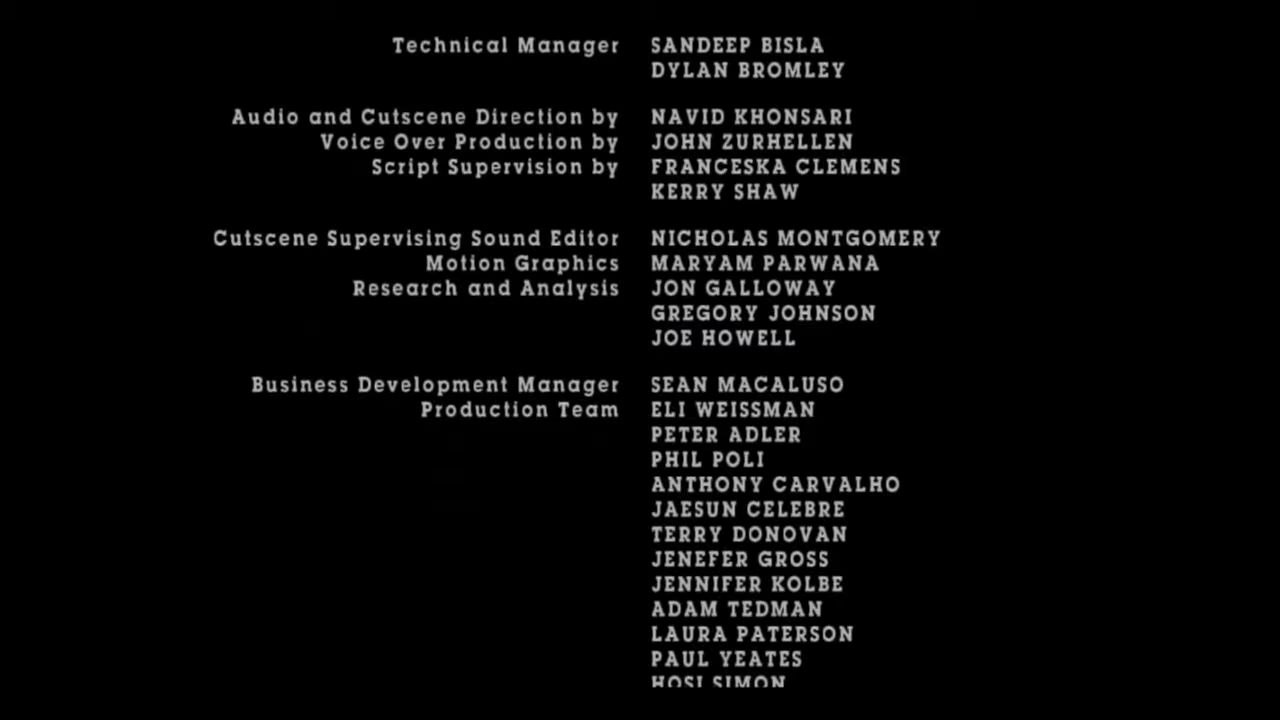 Technical Manager SANDEEP BISLA
DYLAN BROMLEY
Audio and Cutscene Direction by NAVID KHONSARI
Voice Over Production by JOHN ZURHELLEN
Script Supervision by FRANCESKA CLEMENS
KERRY SHAW
Cutscene Supervising Sound Editor NICHOLAS MONTGOMERY
Motion Graphics MARYAM PARWANA
Research and Analysis JON GALLOWAY
GREGORY JOHNSON
JOE HOWELL
Business Development Manager SEAN MACALUSO
Production Team ELI WEISSMAN
PETER ADLER
PHIL POLI
ANTHONY CARVALHO
JAESUN CELEBRE
TERRY DONOVAN
JENEFER GROSS
JENNIFER KOLBE
ADAM TEDMAN
LAURA PATERSON
PAUL YEATES
HOSI SIMON